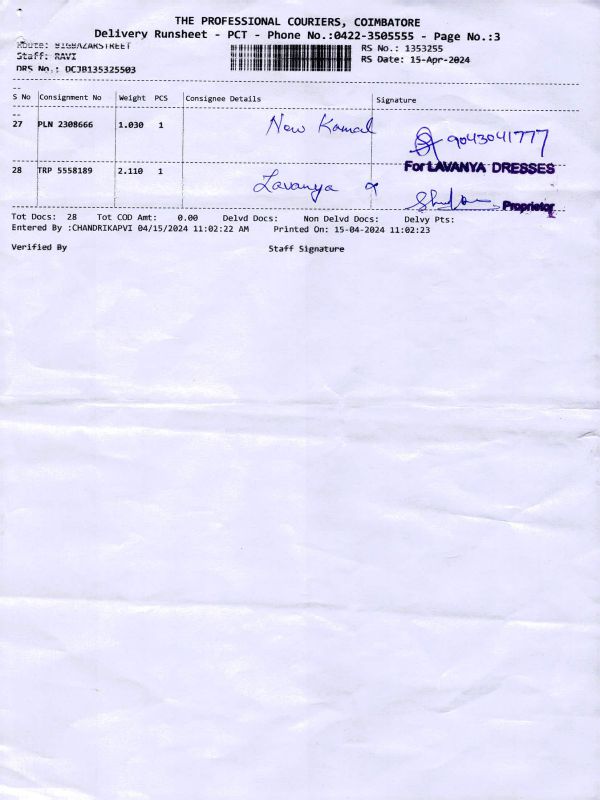 THE PROFESSIONAL COURIERS, COIMBATORE
Delivery Runsheet - PCT - Phone No.:0422-3505555 - Page No.:3
Route: BIGBAZARSTREET
RS No.: 1353255
Staff: RAVI
RS Date: 15-Apr-2024
DRS No.: DCJB135325503
S No Consignment No Weight PCS Consignee Details Signature
27 PLN 2308666 1.030 1 New Kamal 9043041777
For LAVANYA DRESSES
28 TRP 5558189 2.110 1 Lavanya
Proprietor
Tot Docs: 28 Tot COD Amt: 0.00 Delvd Docs: Non Delvd Docs: Delvy Pts:
Entered By :CHANDRIKAPVI 04/15/2024 11:02:22 AM Printed On: 15-04-2024 11:02:23
Verified By Staff Signature